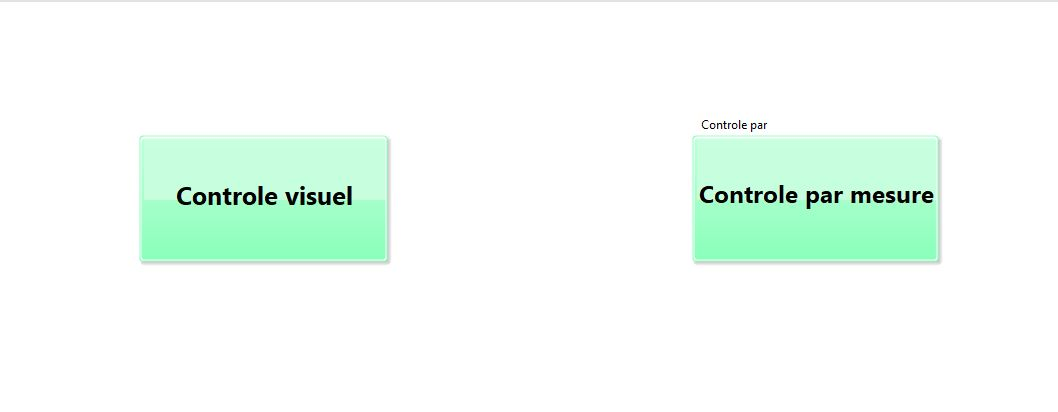 Controle par
Controle visuel
Controle par mesure